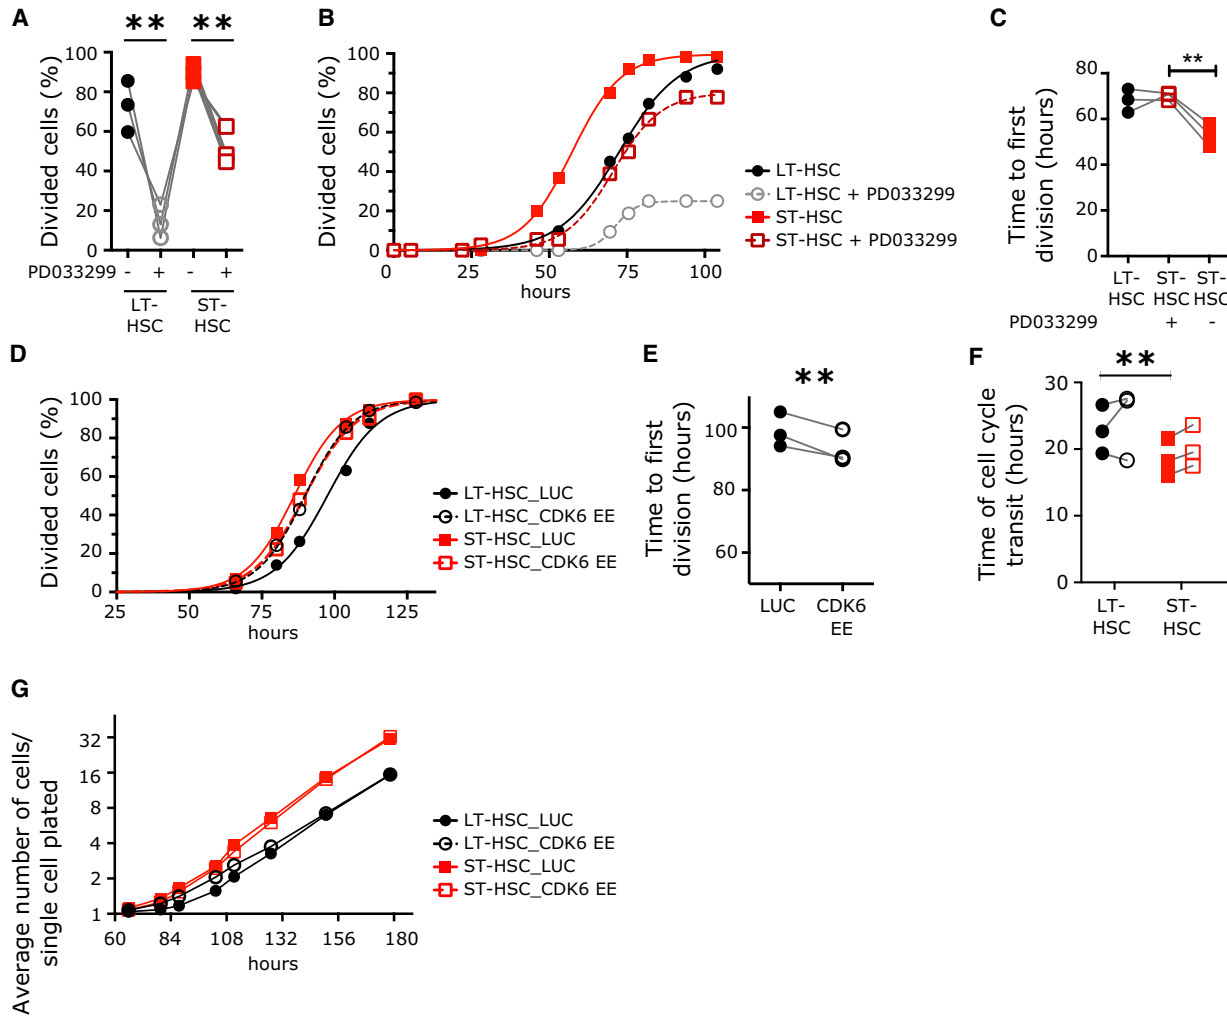 A
** **
Divided cells (%)
100
80
60
40
20
0
PD033299 - + - +
LT-
HSC
ST-
HSC
B
Divided cells (%)
100
80
60
40
20
0
0 25 50 75 100
hours
LT-HSC
LT-HSC + PD033299
ST-HSC
ST-HSC + PD033299
C
**
Time to first
division (hours)
80
60
40
20
0
LT-HSC
ST-HSC
ST-HSC
PD033299 + -
D
Divided cells (%)
100
80
60
40
20
0
25 50 75 100 125
hours
LT-HSC_LUC
LT-HSC_CDK6 EE
ST-HSC_LUC
ST-HSC_CDK6 EE
E
**
Time to first
division (hours)
100
80
60
LUC CDK6
EE
F
**
Time of cell cycle
transit (hours)
30
20
10
0
LT-
HSC
ST-
HSC
G
Average number of cells/
single cell plated
32
16
8
4
2
1
60 84 108 132 156 180
hours
LT-HSC_LUC
LT-HSC_CDK6 EE
ST-HSC_LUC
ST-HSC_CDK6 EE